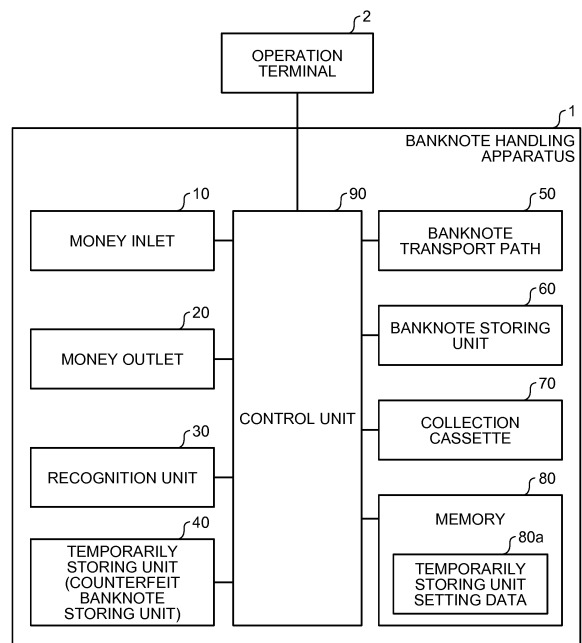 2
OPERATION
TERMINAL
1
BANKNOTE HANDLING
APPARATUS
10
MONEY INLET
20
MONEY OUTLET
30
RECOGNITION UNIT
40
TEMPORARILY
STORING UNIT
(COUNTERFEIT
BANKNOTE
STORING UNIT)
90
CONTROL UNIT
50
BANKNOTE
TRANSPORT PATH
60
BANKNOTE STORING
UNIT
70
COLLECTION
CASSETTE
80
MEMORY
80a
TEMPORARILY
STORING UNIT
SETTING DATA